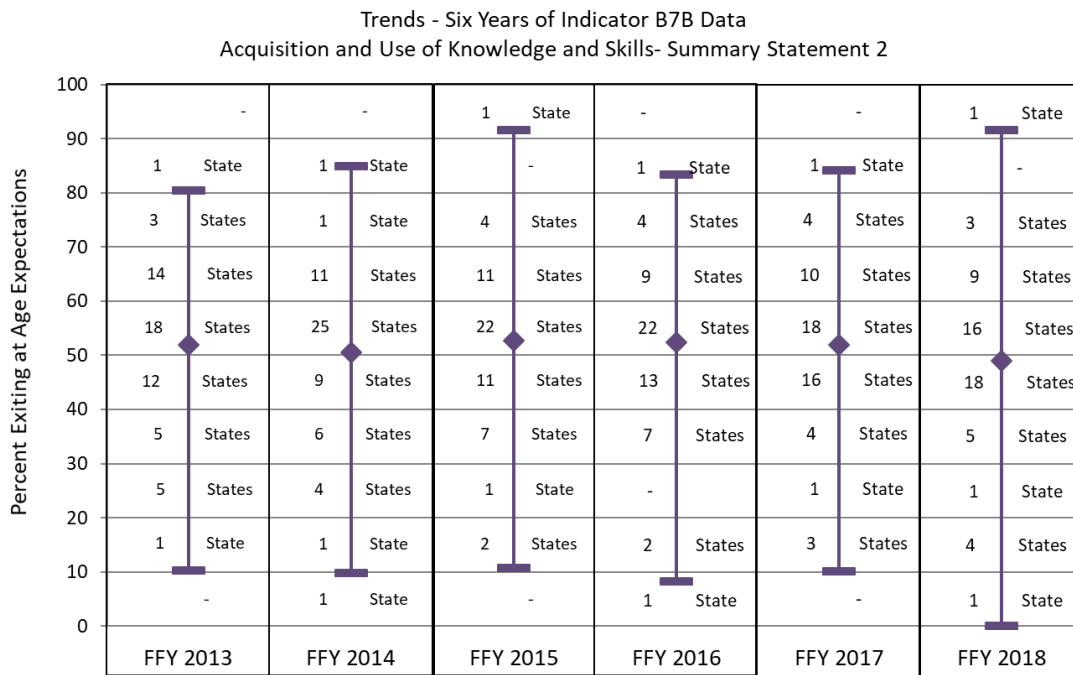 Trends - Six Years of Indicator B7B Data
Acquisition and Use of Knowledge and Skills- Summary Statement 2
Percent Exiting at Age Expectations
100
- - 1 State - - 1 State
90
1 State 1 State - 1 State 1 State -
80
3 States 1 State 4 States 4 States 4 States 3 States
70
14 States 11 States 11 States 9 States 10 States 9 States
60
18 States 25 States 22 States 22 States 18 States 16 States
50
12 States 9 States 11 States 13 States 16 States 18 States
40
5 States 6 States 7 States 7 States 4 States 5 States
30
5 States 4 States 1 State - 1 State 1 States
20
1 State 1 State 2 States 2 States 3 States 4 States
10
- 1 State - 1 State - 1 State
0
FFY 2013 FFY 2014 FFY 2015 FFY 2016 FFY 2017 FFY 2018